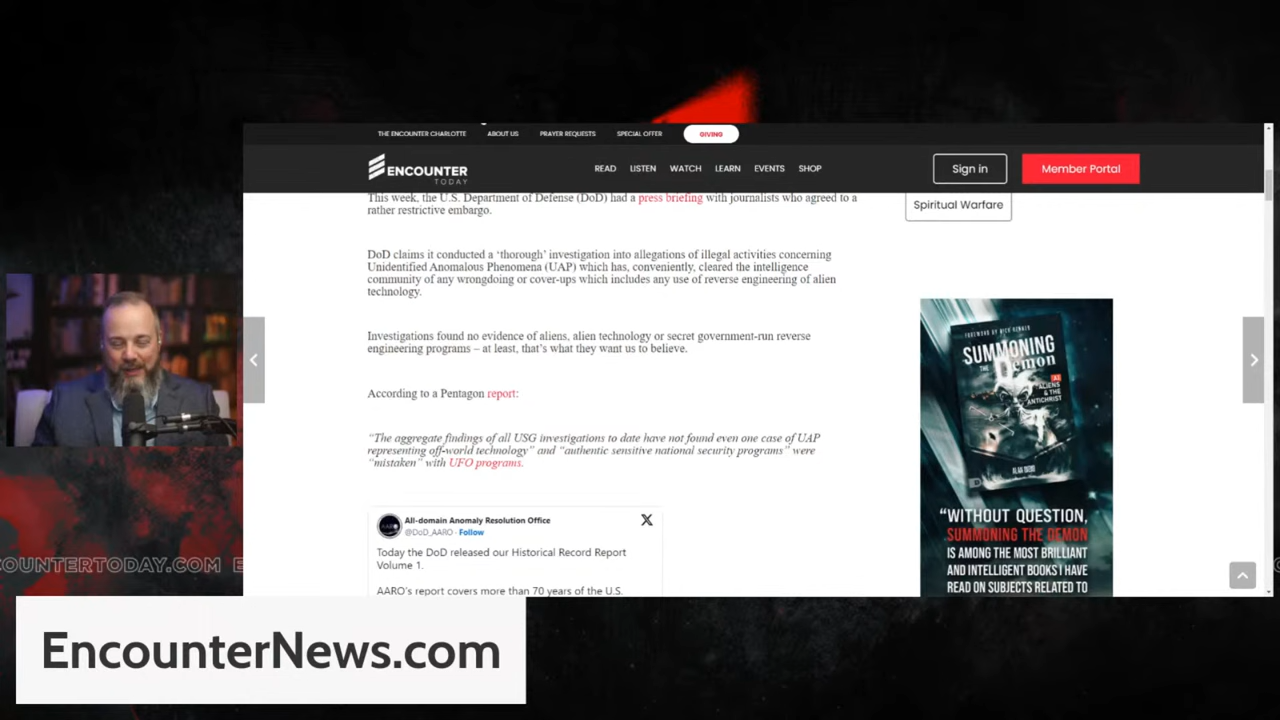 THE ENCOUNTER CHARLOTTE ABOUT US PRAYER REQUESTS SPECIAL OFFER GIVING
ENCOUNTER
TODAY
READ LISTEN WATCH LEARN EVENTS SHOP
Sign in
Member Portal
This week, the U.S. Department of Defense (DoD) had a press briefing with journalists who agreed to a
rather restrictive embargo.
DoD claims it conducted a ‘thorough’ investigation into allegations of illegal activities concerning
Unidentified Anomalous Phenomena (UAP) which has, conveniently, cleared the intelligence
community of any wrongdoing or cover-ups which includes any use of reverse engineering of alien
technology.
Investigations found no evidence of aliens, alien technology or secret government-run reverse
engineering programs – at least, that’s what they want us to believe.
According to a Pentagon report:
“The aggregate findings of all USG investigations to date have not found even one case of UAP
representing off-world technology” and “authentic sensitive national security programs” were
“mistaken” with UFO programs.
All-domain Anomaly Resolution Office
@DoD_AARO · Follow
Today the DoD released our Historical Record Report
Volume 1.
AARO's report covers more than 70 years of the U.S.
Spiritual Warfare
SUMMONING
THE Demon
AI
ALIENS
& THE
ANTICHRIST
“WITHOUT QUESTION,
SUMMONING THE DEMON
IS AMONG THE MOST BRILLIANT
AND INTELLIGENT BOOKS I HAVE
READ ON SUBJECTS RELATED TO
COUNTERTODAY.COM E
EncounterNews.com